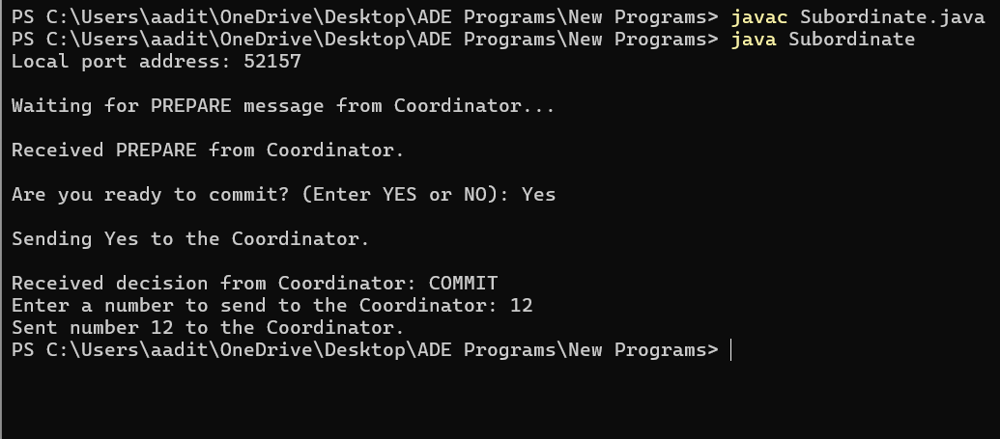 PS C:\Users\aadit\OneDrive\Desktop\ADE Programs\New Programs> javac Subordinate.java
PS C:\Users\aadit\OneDrive\Desktop\ADE Programs\New Programs> java Subordinate
Local port address: 52157
Waiting for PREPARE message from Coordinator...
Received PREPARE from Coordinator.
Are you ready to commit? (Enter YES or NO): Yes
Sending Yes to the Coordinator.
Received decision from Coordinator: COMMIT
Enter a number to send to the Coordinator: 12
Sent number 12 to the Coordinator.
PS C:\Users\aadit\OneDrive\Desktop\ADE Programs\New Programs>